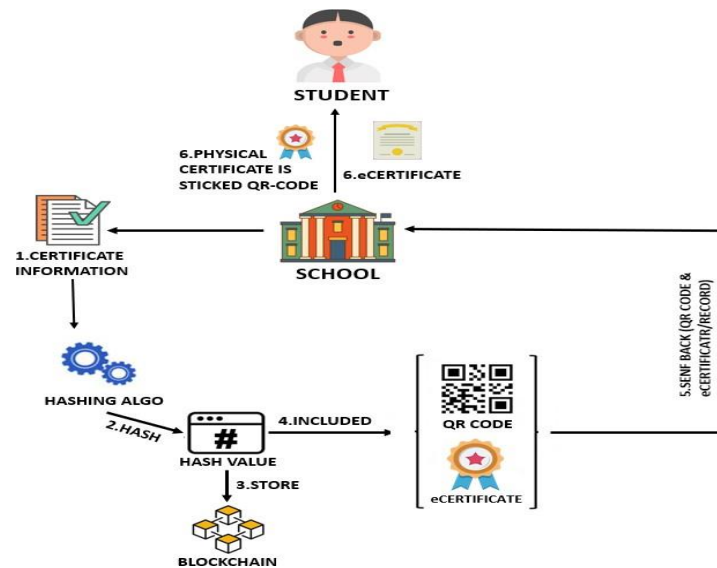 STUDENT
6.PHYSICAL
CERTIFICATE IS
STICKED QR-CODE
6.eCERTIFICATE
1.CERTIFICATE
INFORMATION
SCHOOL
5.SENF BACK (QR CODE &
eCERTIFICATR/RECORD)
HASHING ALGO
2.HASH
#
HASH VALUE
4.INCLUDED
QR CODE
eCERTIFICATE
3.STORE
BLOCKCHAIN